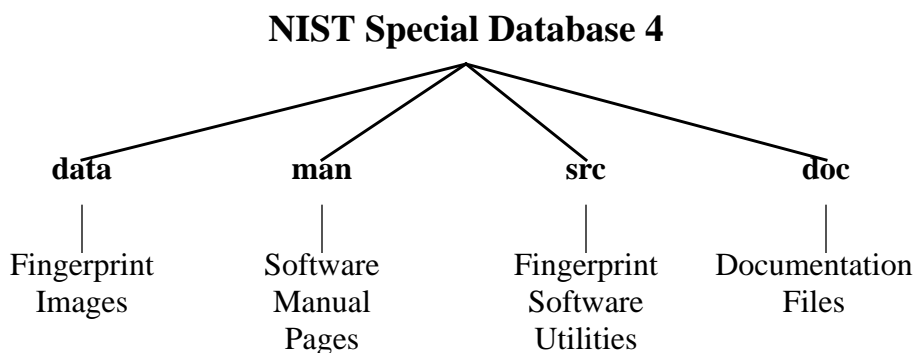 NIST Special Database 4
data
man
src
doc
Fingerprint
Images
Software
Manual
Pages
Fingerprint
Software
Utilities
Documentation
Files